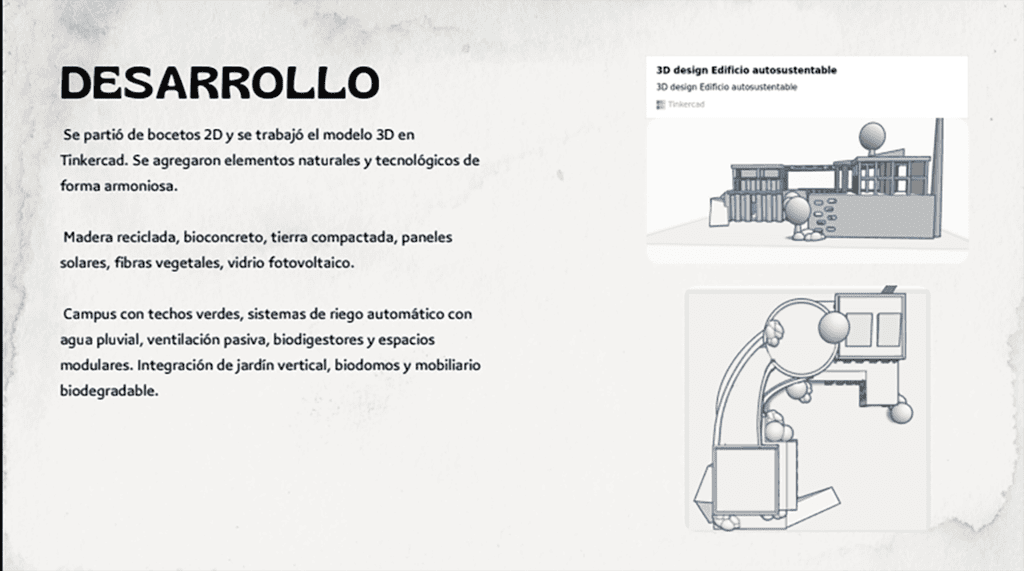 DESARROLLO
Se partió de bocetos 2D y se trabajó el modelo 3D en
Tinkercad. Se agregaron elementos naturales y tecnológicos de
forma armoniosa.
Madera reciclada, bioconcreto, tierra compactada, paneles
solares, fibras vegetales, vidrio fotovoltaico.
Campus con techos verdes, sistemas de riego automático con
agua pluvial, ventilación pasiva, biodigestores y espacios
modulares. Integración de jardín vertical, biodomos y mobiliario
biodegradable.
3D design Edificio autosustentable
3D design Edificio autosustentable
Tinkercad